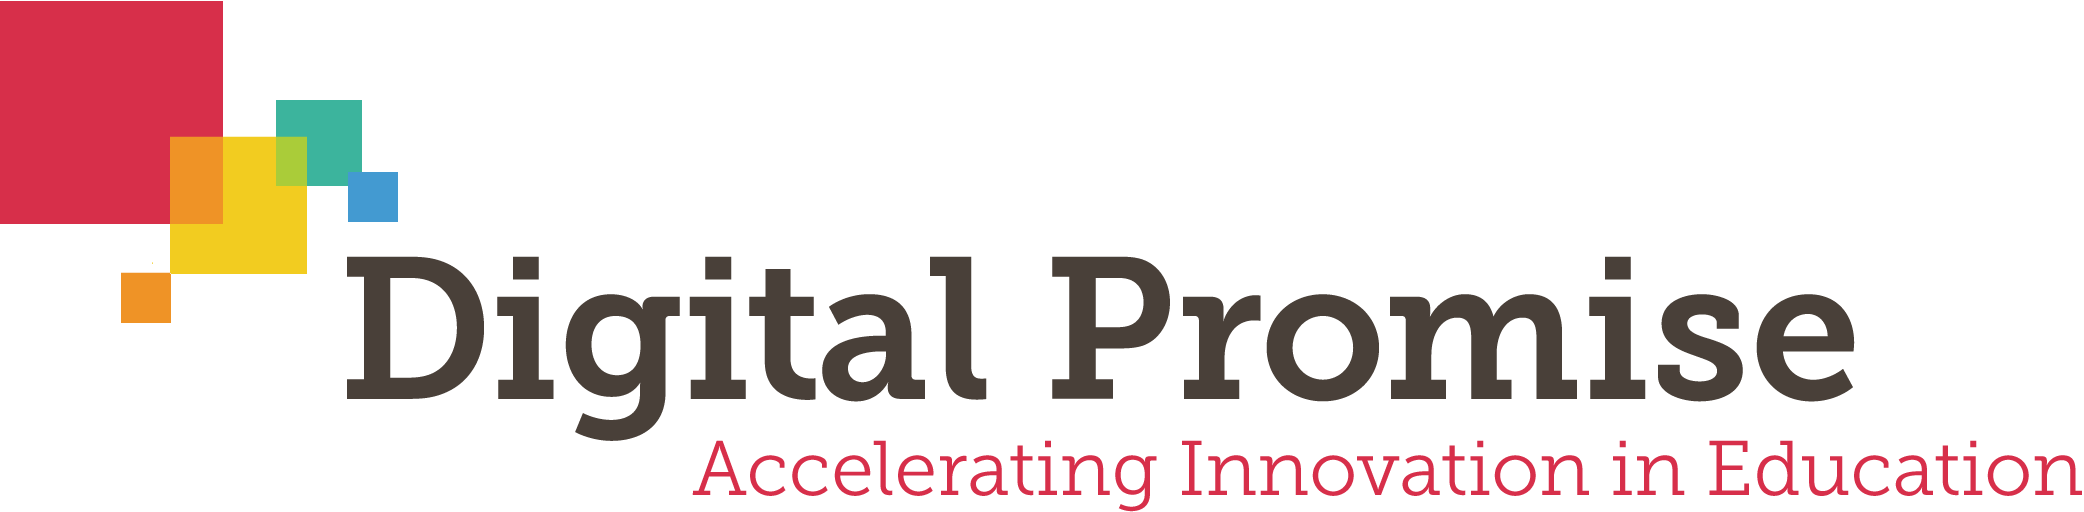 Digital Promise
Accelerating Innovation in Education